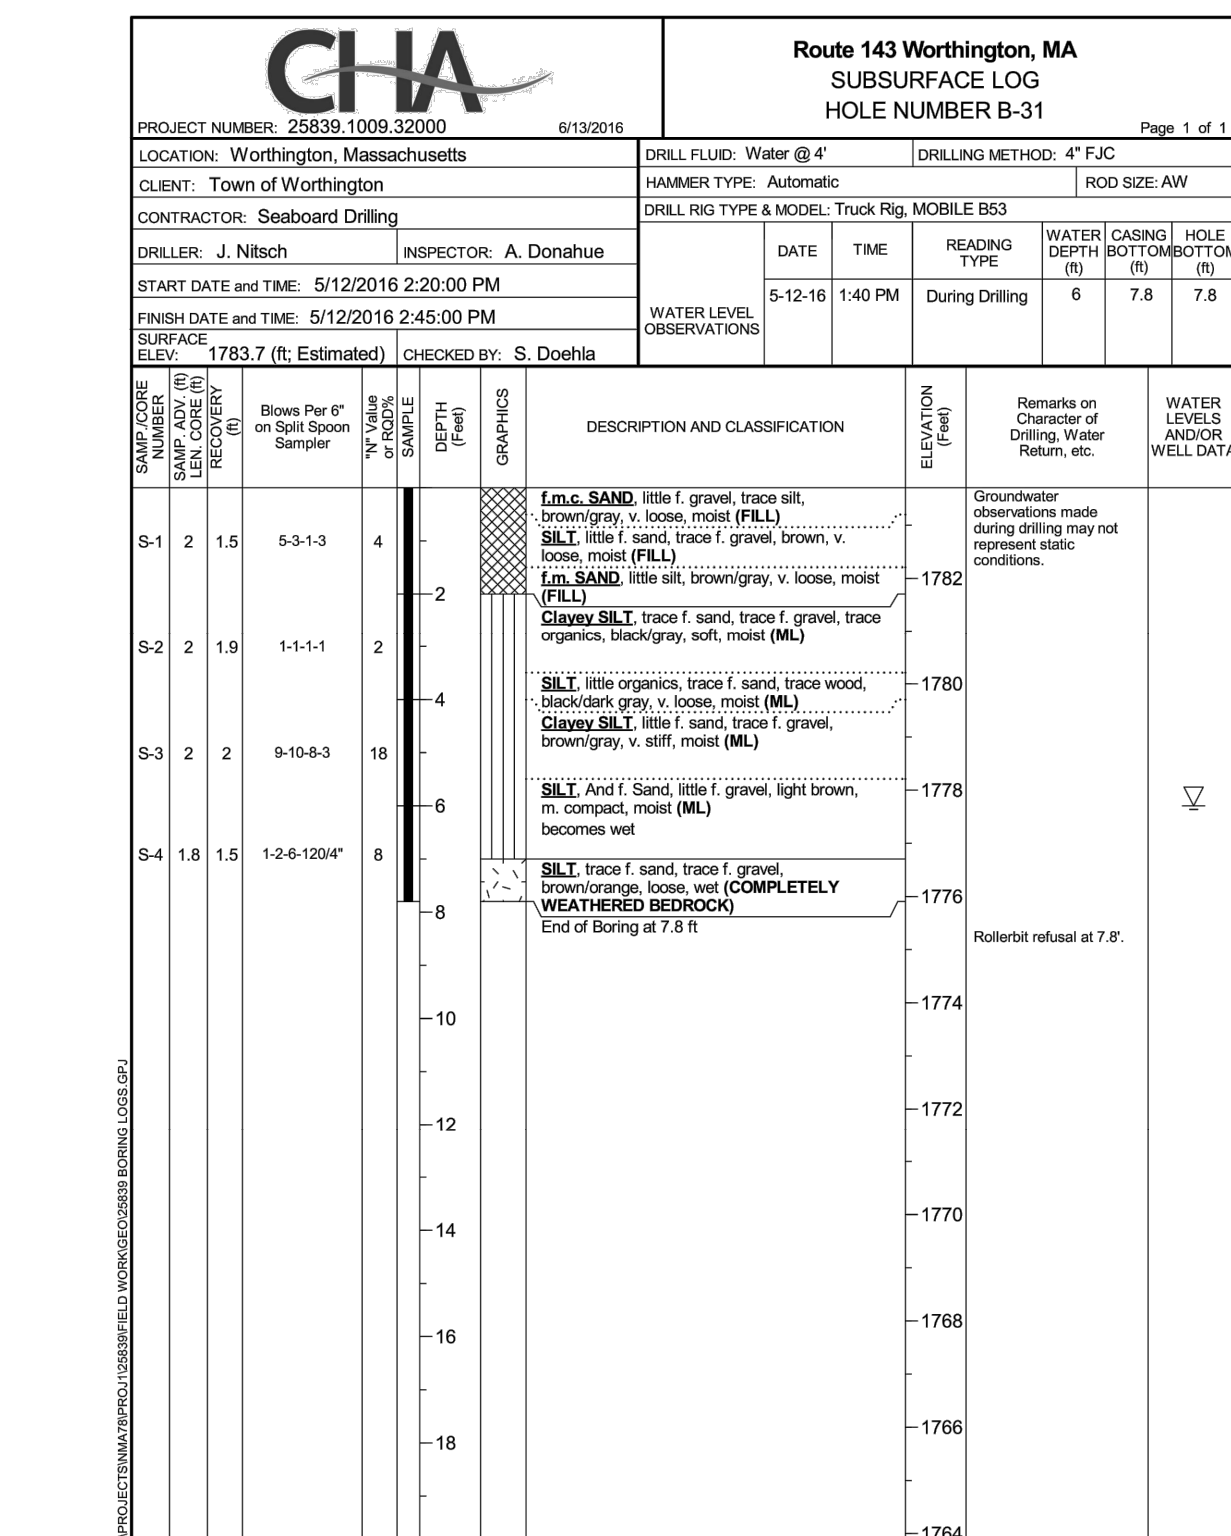 CHA
PROJECT NUMBER: 25839.1009.32000
6/13/2016
Route 143 Worthington, MA
SUBSURFACE LOG
HOLE NUMBER B-31
Page 1 of 1
LOCATION: Worthington, Massachusetts
CLIENT: Town of Worthington
CONTRACTOR: Seaboard Drilling
DRILLER: J. Nitsch
INSPECTOR: A. Donahue
START DATE and TIME: 5/12/2016 2:20:00 PM
FINISH DATE and TIME: 5/12/2016 2:45:00 PM
SURFACE
ELEV: 1783.7 (ft; Estimated)
CHECKED BY: S. Doehla
DRILL FLUID: Water @ 4'
DRILLING METHOD: 4" FJC
HAMMER TYPE: Automatic
ROD SIZE: AW
DRILL RIG TYPE & MODEL: Truck Rig, MOBILE B53
WATER LEVEL
OBSERVATIONS
DATE
TIME
READING
TYPE
WATER
DEPTH
(ft)
CASING
BOTTOM
(ft)
HOLE
BOTTOM
(ft)
5-12-16
1:40 PM
During Drilling
6
7.8
7.8
SAMP./CORE
NUMBER
SAMP. ADV. (ft)
LEN. CORE (ft)
RECOVERY
(ft)
Blows Per 6"
on Split Spoon
Sampler
"N" Value
or RQD%
SAMPLE
DEPTH
(Feet)
GRAPHICS
DESCRIPTION AND CLASSIFICATION
ELEVATION
(Feet)
Remarks on
Character of
Drilling, Water
Return, etc.
WATER
LEVELS
AND/OR
WELL DATA
S-1 2 1.5 5-3-1-3 4
S-2 2 1.9 1-1-1-1 2
S-3 2 2 9-10-8-3 18
S-4 1.8 1.5 1-2-6-120/4" 8
2
4
6
8
10
12
14
16
18
f.m.c. SAND, little f. gravel, trace silt,
brown/gray, v. loose, moist (FILL)
SILT, little f. sand, trace f. gravel, brown, v.
loose, moist (FILL)
f.m. SAND, little silt, brown/gray, v. loose, moist
(FILL)
Clayey SILT, trace f. sand, trace f. gravel, trace
organics, black/gray, soft, moist (ML)
SILT, little organics, trace f. sand, trace wood,
black/dark gray, v. loose, moist (ML)
Clayey SILT, little f. sand, trace f. gravel,
brown/gray, v. stiff, moist (ML)
SILT, And f. Sand, little f. gravel, light brown,
m. compact, moist (ML)
becomes wet
SILT, trace f. sand, trace f. gravel,
brown/orange, loose, wet (COMPLETELY
WEATHERED BEDROCK)
End of Boring at 7.8 ft
1782
1780
1778
1776
1774
1772
1770
1768
1766
1764
Groundwater
observations made
during drilling may not
represent static
conditions.
Rollerbit refusal at 7.8'.
\PROJECTS\NMA78\PROJ1\25839\FIELD WORK\GEO\25839 BORING LOGS.GPJ